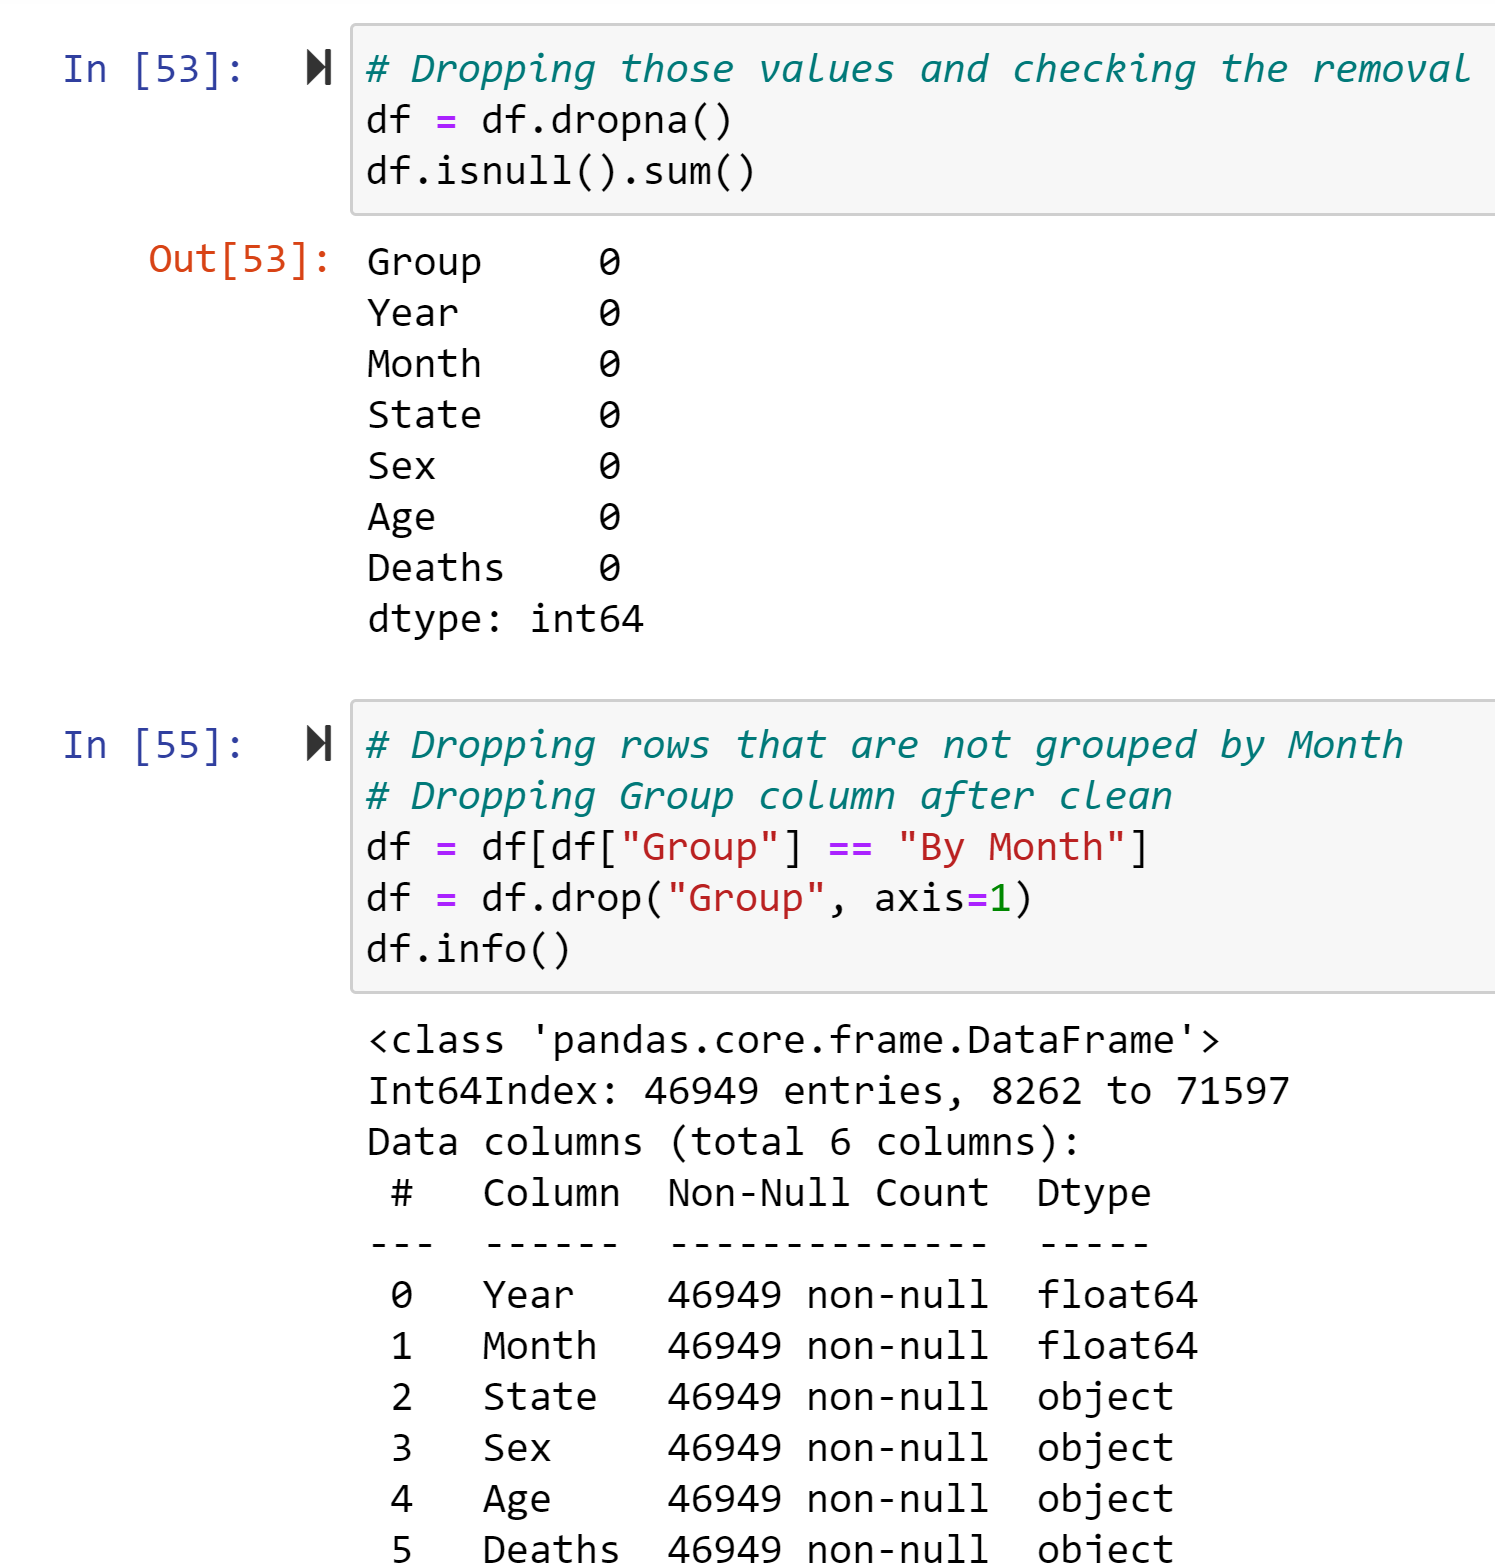 In [53]: # Dropping those values and checking the removal
df = df.dropna()
df.isnull().sum()
Out[53]: Group     0
Year      0
Month     0
State     0
Sex       0
Age       0
Deaths    0
dtype: int64
In [55]: # Dropping rows that are not grouped by Month
# Dropping Group column after clean
df = df[df["Group"] == "By Month"]
df = df.drop("Group", axis=1)
df.info()
<class 'pandas.core.frame.DataFrame'>
Int64Index: 46949 entries, 8262 to 71597
Data columns (total 6 columns):
 #   Column  Non-Null Count  Dtype
---  ------  --------------  -----
 0   Year    46949 non-null  float64
 1   Month   46949 non-null  float64
 2   State   46949 non-null  object
 3   Sex     46949 non-null  object
 4   Age     46949 non-null  object
 5   Deaths  46949 non-null  object